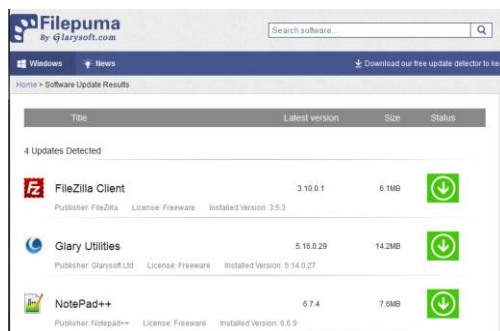 Filepuma
By Glarysoft.com
Search software...
Windows News Download our free update detector to ke
Home > Software Update Results
Title Latest version Size Status
4 Updates Detected
FileZilla Client 3.10.0.1 6.1MB
Publisher: FileZilla License: Freeware Installed Version: 3.5.3
Glary Utilities 5.16.0.29 14.2MB
Publisher: Glarysoft Ltd License: Freeware Installed Version: 5.14.0.27
NotePad++ 6.7.4 7.6MB
Publisher: Notepad++ License: Freeware Installed Version: 6.6.9